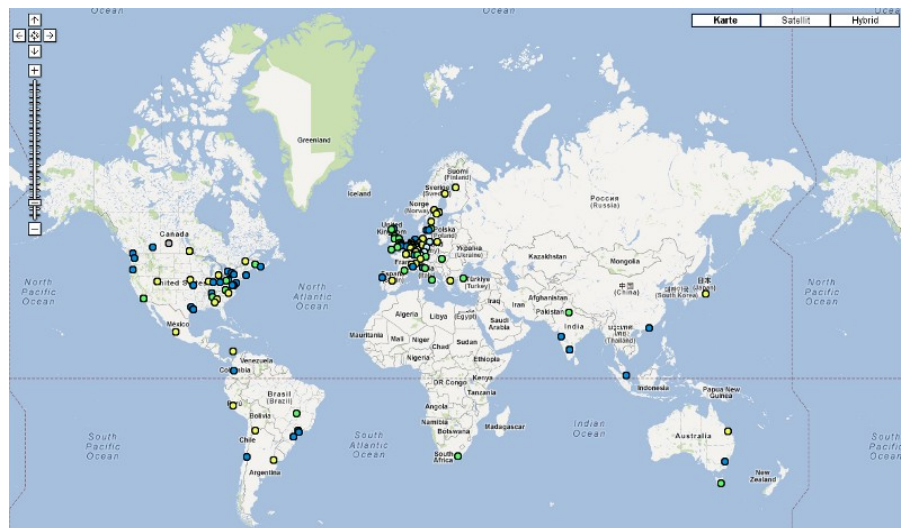 Ocean
Ocean
Karte
Satellit
Hybrid
Greenland
Iceland
Suomi
(Finland)
Sverige
Norge
(Norway)
Россия
(Russia)
Canada
United
Kingdom
Polska
(Poland)
Україна
(Ukraine)
Kazakhstan
Mongolia
North
Pacific
Ocean
United States
North
Atlantic
Ocean
Türkiye
(Turkey)
Iraq
Iran
Afghanistan
Pakistan
中国
(China)
대한민국
(South Korea)
日本
(Japan)
North
Pacific
Ocean
México
Algeria
Libya
(Egypt)
Saudi
Arabia
India
(Thailand)
Mauritania
Mali
Niger
Chad
Sudan
Nigeria
Ethiopia
Venezuela
Colombia
DR Congo
Kenya
Tanzania
Indonesia
Papua New
Guinea
Brasil
(Brazil)
Perú
Bolivia
Angola
Namibia
Botswana
Madagascar
Indian
Ocean
South
Pacific
Ocean
Chile
South
Atlantic
Ocean
South
Africa
Australia
South
Pacific
Ocean
Argentina
New
Zealand